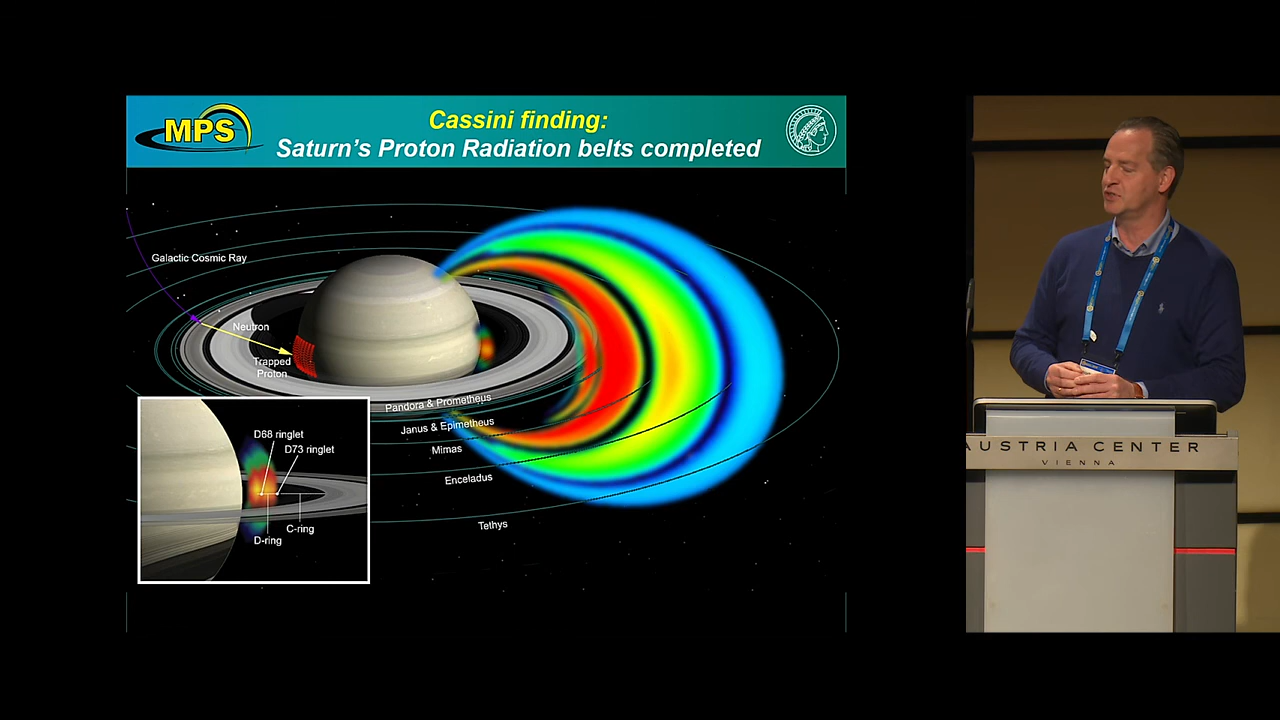 MPS
Cassini finding:
Saturn's Proton Radiation belts completed
Galactic Cosmic Ray
Neutron
Trapped
Proton
Pandora & Prometheus
Janus & Epimetheus
Mimas
Enceladus
Tethys
D68 ringlet
D73 ringlet
C-ring
D-ring
AUSTRIA CENTER
VIENNA